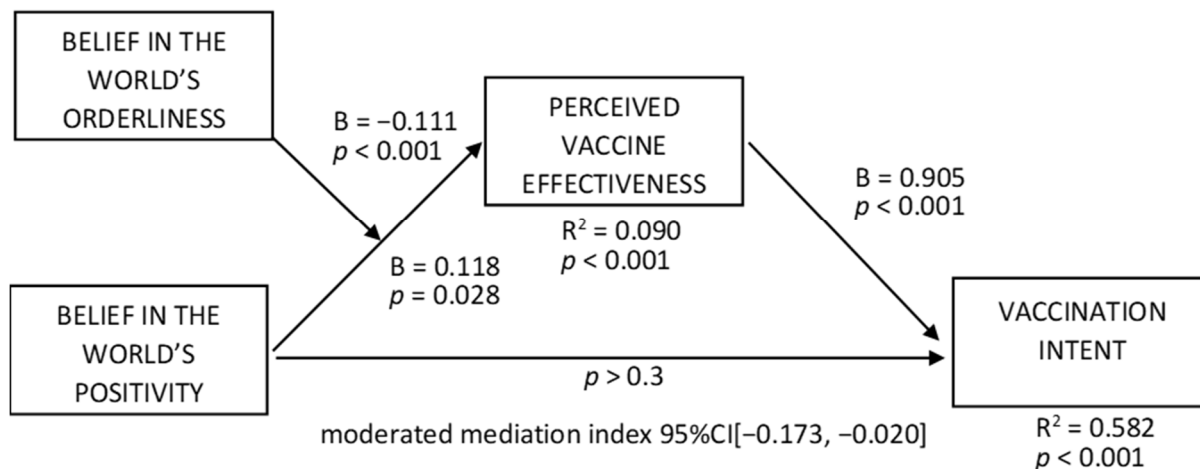 BELIEF IN THE
WORLD'S
ORDERLINESS
B = −0.111
p < 0.001
PERCEIVED
VACCINE
EFFECTIVENESS
B = 0.905
p < 0.001
R² = 0.090
p < 0.001
B = 0.118
p = 0.028
BELIEF IN THE
WORLD'S
POSITIVITY
VACCINATION
INTENT
p > 0.3
moderated mediation index 95%CI[−0.173, −0.020]
R² = 0.582
p < 0.001